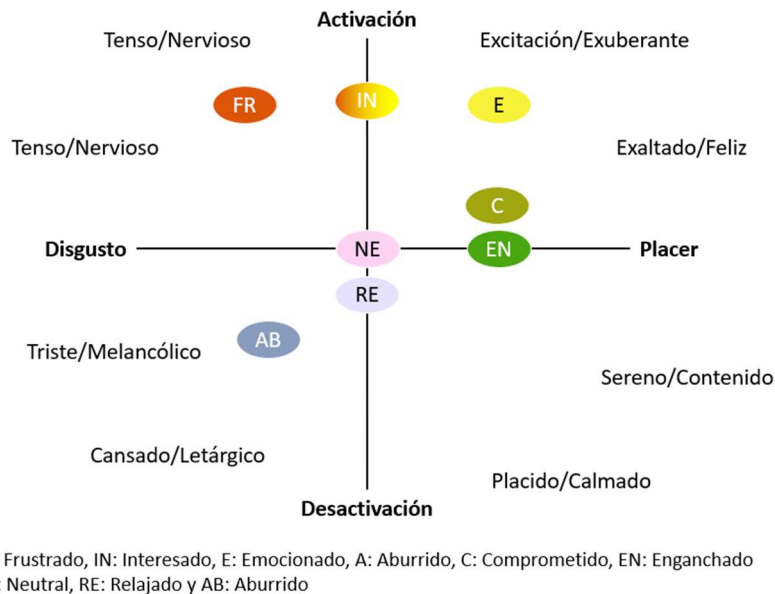 Activación
Tenso/Nervioso
Excitación/Exuberante
FR
IN
E
Tenso/Nervioso
Exaltado/Feliz
C
Disgusto
NE
EN
Placer
RE
AB
Triste/Melancólico
Sereno/Contenido
Cansado/Letárgico
Placido/Calmado
Desactivación
Frustrado, IN: Interesado, E: Emocionado, A: Aburrido, C: Comprometido, EN: Enganchado
: Neutral, RE: Relajado y AB: Aburrido